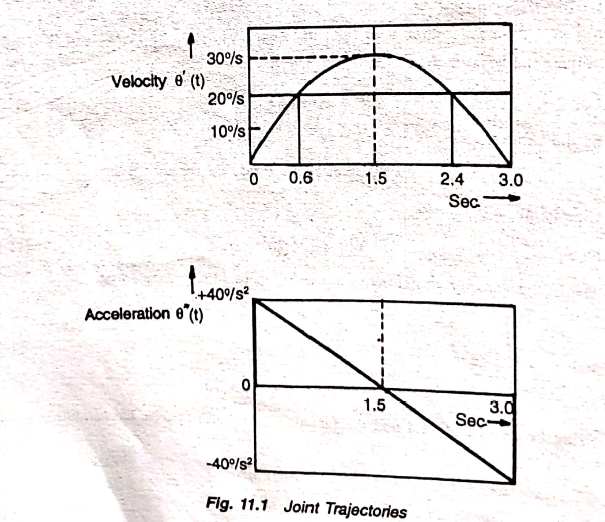 30°/s
Velocity θ' (t)
20°/s
10°/s
0 0.6 1.5 2.4 3.0
Sec.
+40°/s²
Acceleration θ"(t)
0
1.5 3.0
Sec.
-40°/s²
Fig. 11.1 Joint Trajectories